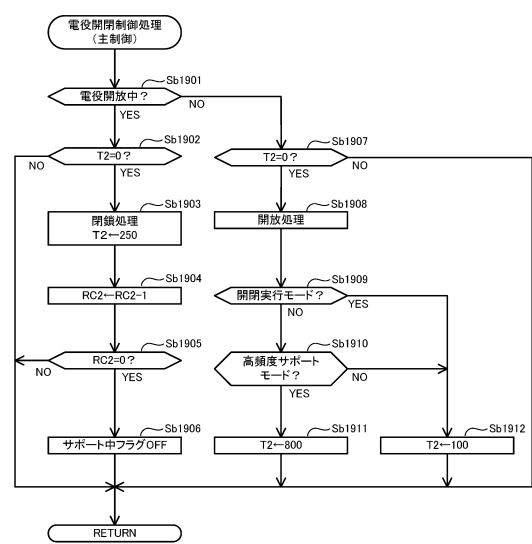 電役開閉制御処理
(主制御)
Sb1901
電役開放中？
NO
YES
Sb1902
T2=0？
NO
YES
Sb1903
閉鎖処理
T2←250
Sb1904
RC2←RC2-1
Sb1905
RC2=0？
NO
YES
Sb1906
サポート中フラグOFF
Sb1907
T2=0？
NO
YES
Sb1908
開放処理
Sb1909
開閉実行モード？
YES
NO
Sb1910
高頻度サポート
モード？
NO
YES
Sb1911
T2←800
Sb1912
T2←100
RETURN